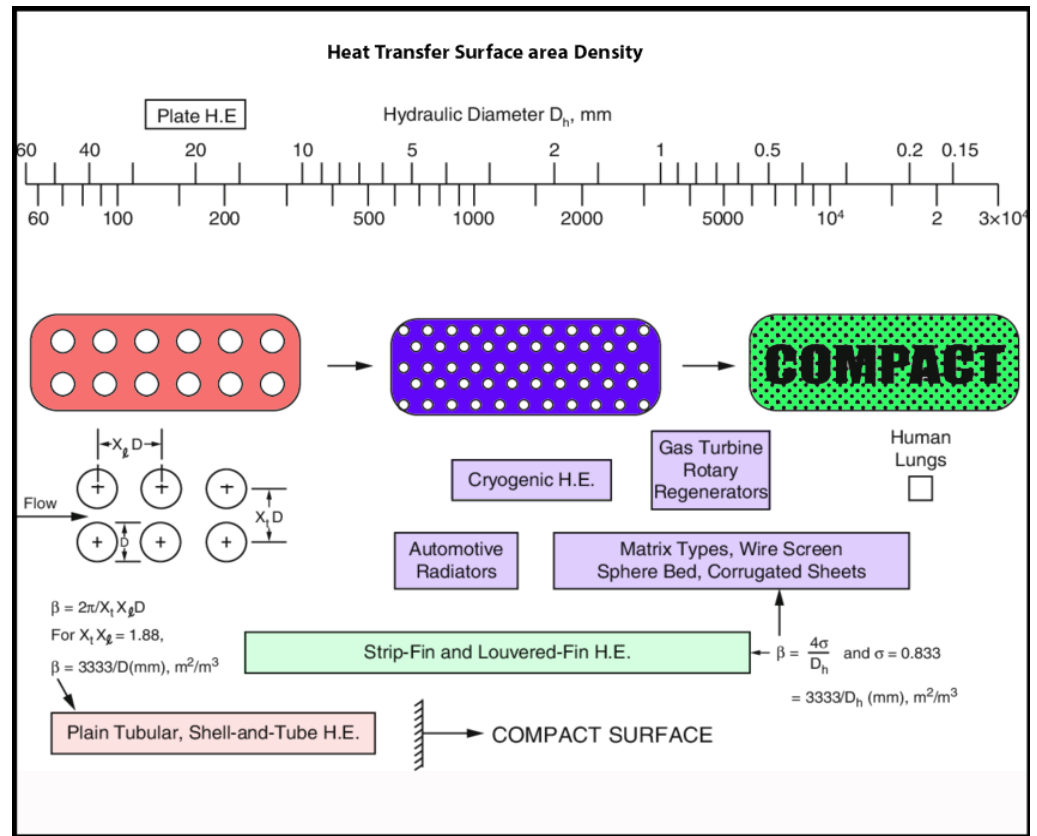 Heat Transfer Surface area Density
Plate H.E
Hydraulic Diameter Dₕ, mm
60 40 20 10 5 2 1 0.5 0.2 0.15
60 100 200 500 1000 2000 5000 10⁴ 2 3×10⁴
COMPACT
XℓD
Flow
D
XₜD
Cryogenic H.E.
Gas Turbine
Rotary
Regenerators
Human
Lungs
Automotive
Radiators
Matrix Types, Wire Screen
Sphere Bed, Corrugated Sheets
β = 2π/XₜXℓD
For XₜXℓ = 1.88,
β = 3333/D(mm), m²/m³
Strip-Fin and Louvered-Fin H.E.
β = 4σ/Dₕ and σ = 0.833
= 3333/Dₕ (mm), m²/m³
Plain Tubular, Shell-and-Tube H.E.
COMPACT SURFACE